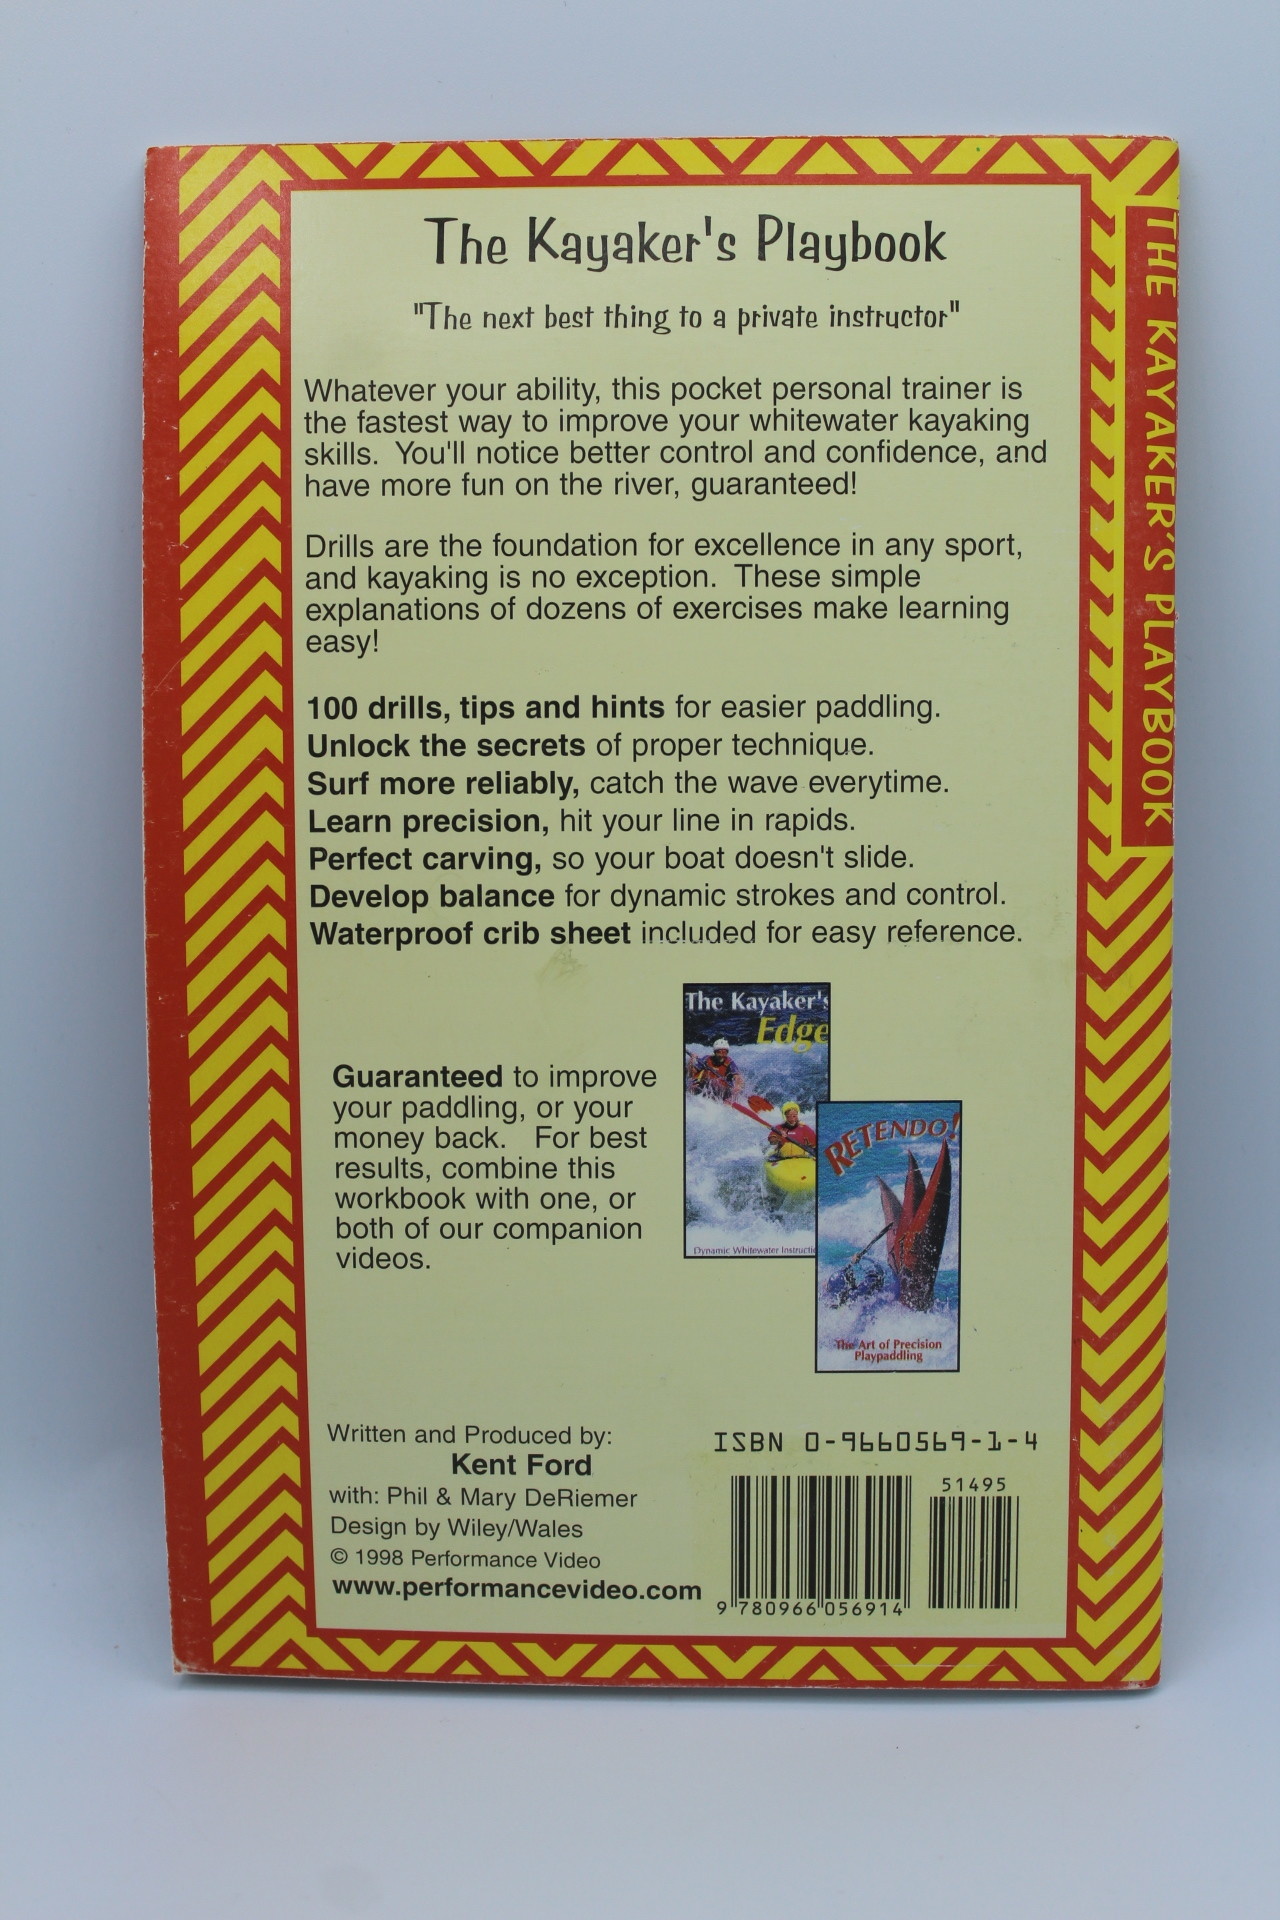 The Kayaker's Playbook
"The next best thing to a private instructor"
Whatever your ability, this pocket personal trainer is
the fastest way to improve your whitewater kayaking
skills. You'll notice better control and confidence, and
have more fun on the river, guaranteed!
Drills are the foundation for excellence in any sport,
and kayaking is no exception. These simple
explanations of dozens of exercises make learning
easy!
100 drills, tips and hints for easier paddling.
Unlock the secrets of proper technique.
Surf more reliably, catch the wave everytime.
Learn precision, hit your line in rapids.
Perfect carving, so your boat doesn't slide.
Develop balance for dynamic strokes and control.
Waterproof crib sheet included for easy reference.
Guaranteed to improve
your paddling, or your
money back. For best
results, combine this
workbook with one, or
both of our companion
videos.
The Kayaker's
Edge
Dynamic Whitewater
RETENDO!
The Art of Precision
Playpaddling
Written and Produced by:
Kent Ford
with: Phil & Mary DeRiemer
Design by Wiley/Wales
© 1998 Performance Video
www.performancevideo.com
ISBN 0-9660569-1-4
51495
9 780966 056914
THE KAYAKER'S PLAYBOOK